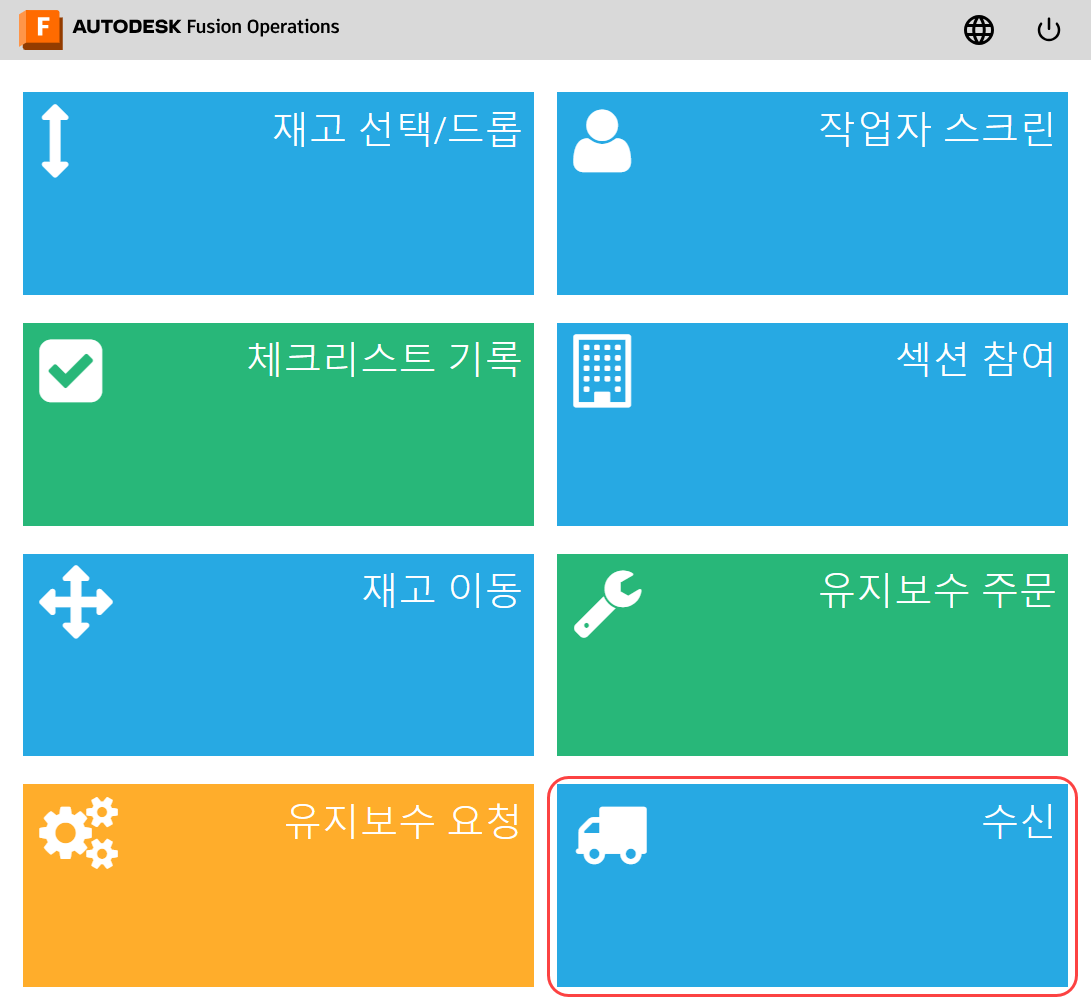 F AUTODESK Fusion Operations
재고 선택/드롭
작업자 스크린
체크리스트 기록
섹션 참여
재고 이동
유지보수 주문
유지보수 요청
수신